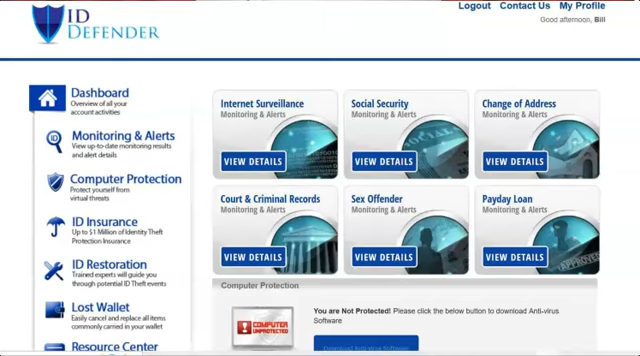 ID
DEFENDER
Logout Contact Us My Profile
Good afternoon, Bill
Dashboard
Overview of all your
account activities
Monitoring & Alerts
View up-to-date monitoring results
and alert details
Computer Protection
Protect yourself from
virtual threats
ID Insurance
Up to $1 Million of Identity Theft
Protection Insurance
ID Restoration
Trained experts will guide you
through potential ID Theft events
Lost Wallet
Easily cancel and replace all items
commonly carried in your wallet
Resource Center
Internet Surveillance
Monitoring & Alerts
VIEW DETAILS
Social Security
Monitoring & Alerts
VIEW DETAILS
Change of Address
Monitoring & Alerts
VIEW DETAILS
Court & Criminal Records
Monitoring & Alerts
VIEW DETAILS
Sex Offender
Monitoring & Alerts
VIEW DETAILS
Payday Loan
Monitoring & Alerts
APPROVED
VIEW DETAILS
Computer Protection
COMPUTER
UNPROTECTED
You are Not Protected! Please click the below button to download Anti-virus
Software
Download Anti-virus Software